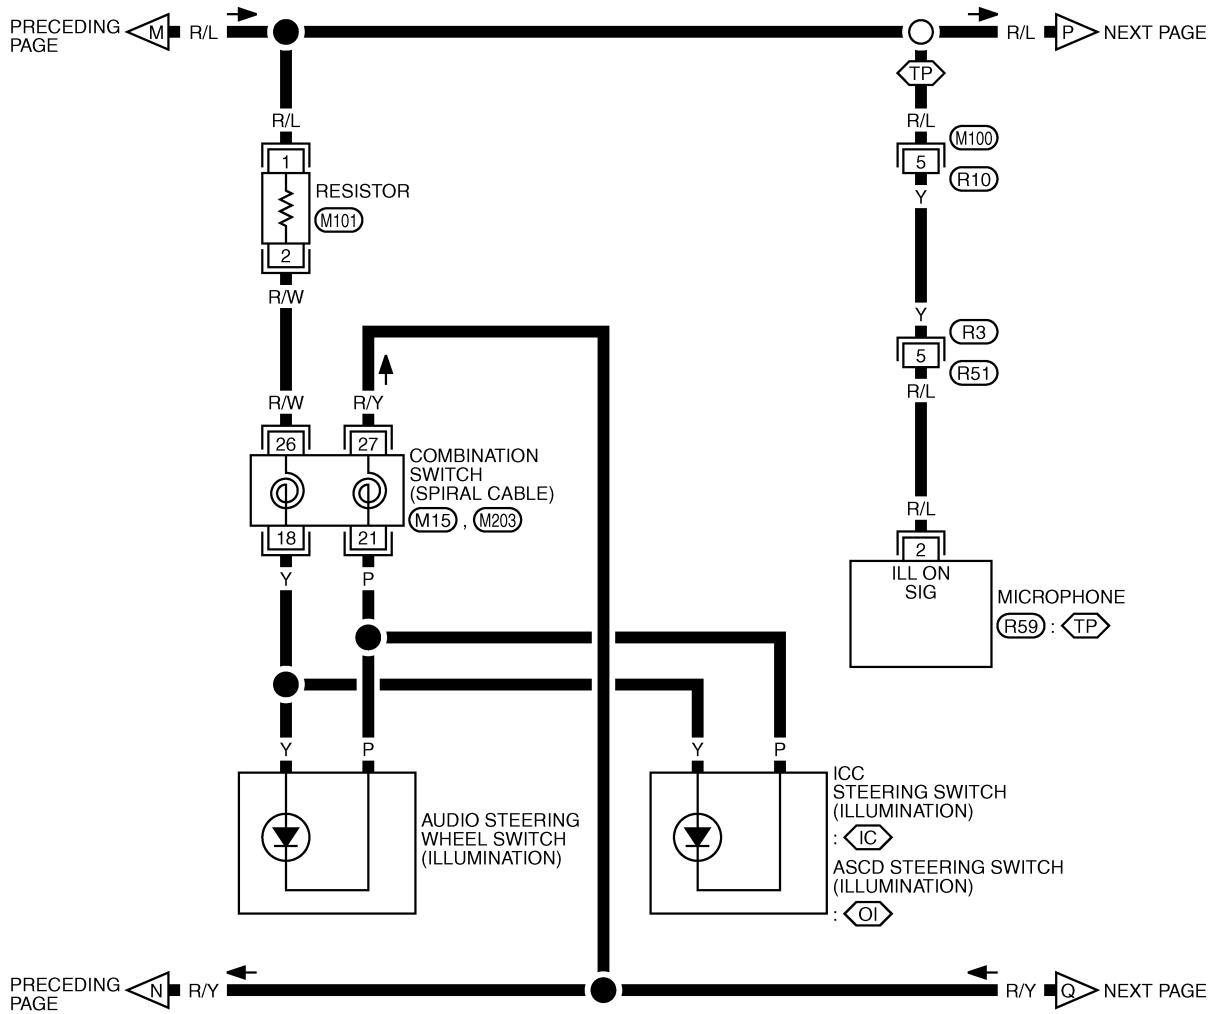 PRECEDING
PAGE
M
R/L
R/L
P
NEXT PAGE
TP
R/L
R/L
M100
1
5
R10
RESISTOR
M101
Y
2
R/W
Y
R3
5
R51
R/L
R/W
R/Y
26
27
COMBINATION
SWITCH
(SPIRAL CABLE)
M15 , M203
18
21
R/L
2
ILL ON
SIG
Y
P
MICROPHONE
R59 : TP
Y
P
Y
P
AUDIO STEERING
WHEEL SWITCH
(ILLUMINATION)
ICC
STEERING SWITCH
(ILLUMINATION)
: IC
ASCD STEERING SWITCH
(ILLUMINATION)
: OI
PRECEDING
PAGE
N
R/Y
R/Y
Q
NEXT PAGE